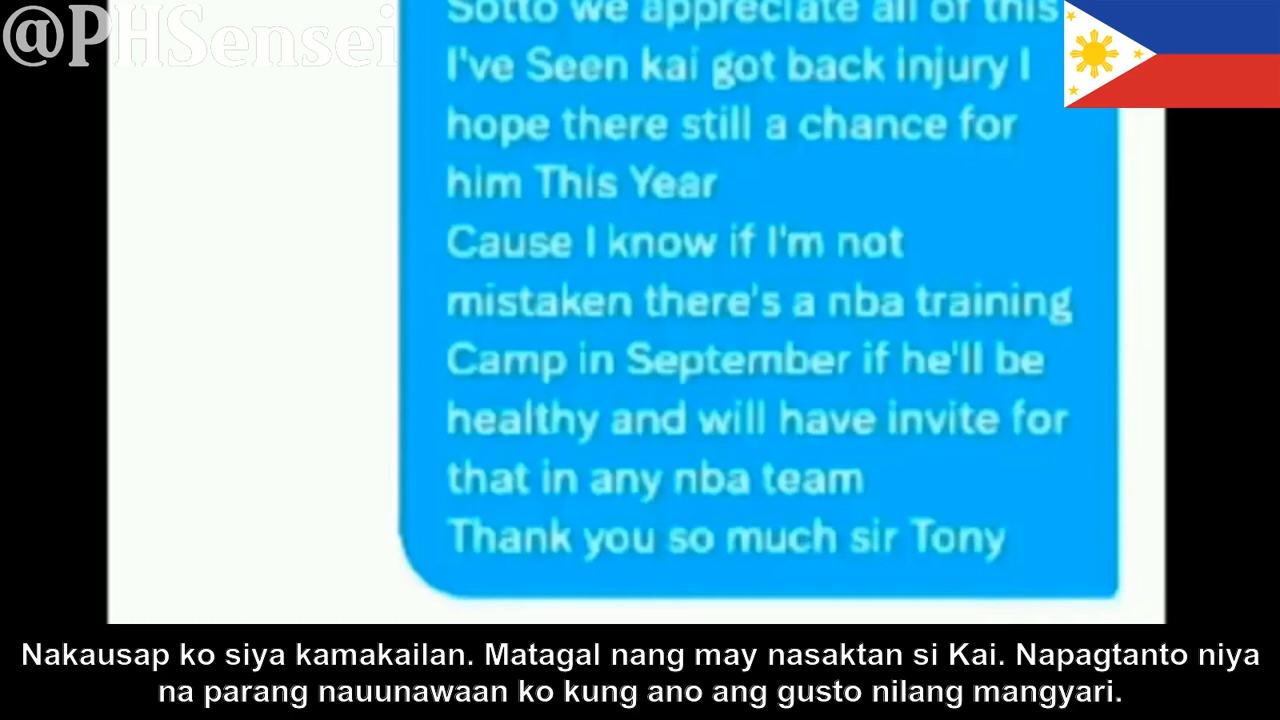 @PHSensei
Sotto we appreciate all of this
I've Seen kai got back injury I
hope there still a chance for
him This Year
Cause I know if I'm not
mistaken there's a nba training
Camp in September if he'll be
healthy and will have invite for
that in any nba team
Thank you so much sir Tony
Nakausap ko siya kamakailan. Matagal nang may nasaktan si Kai. Napagtanto niya
na parang nauunawaan ko kung ano ang gusto nilang mangyari.